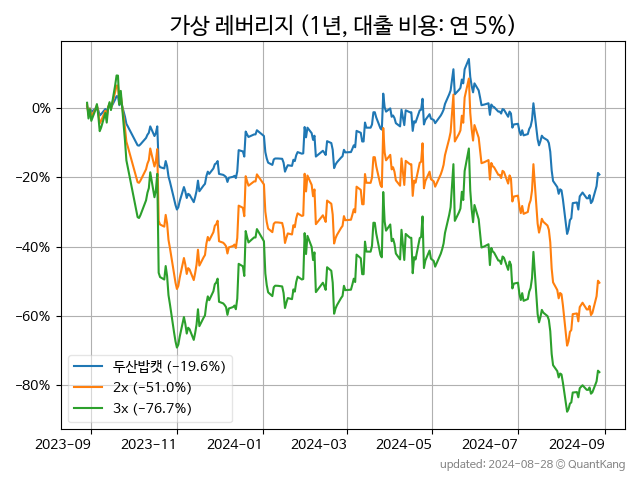 가상 레버리지 (1년, 대출 비용: 연 5%)
0%
−20%
−40%
−60%
−80%
두산밥캣 (−19.6%)
2x (−51.0%)
3x (−76.7%)
2023-09 2023-11 2024-01 2024-03 2024-05 2024-07 2024-09
updated: 2024-08-28 © QuantKang